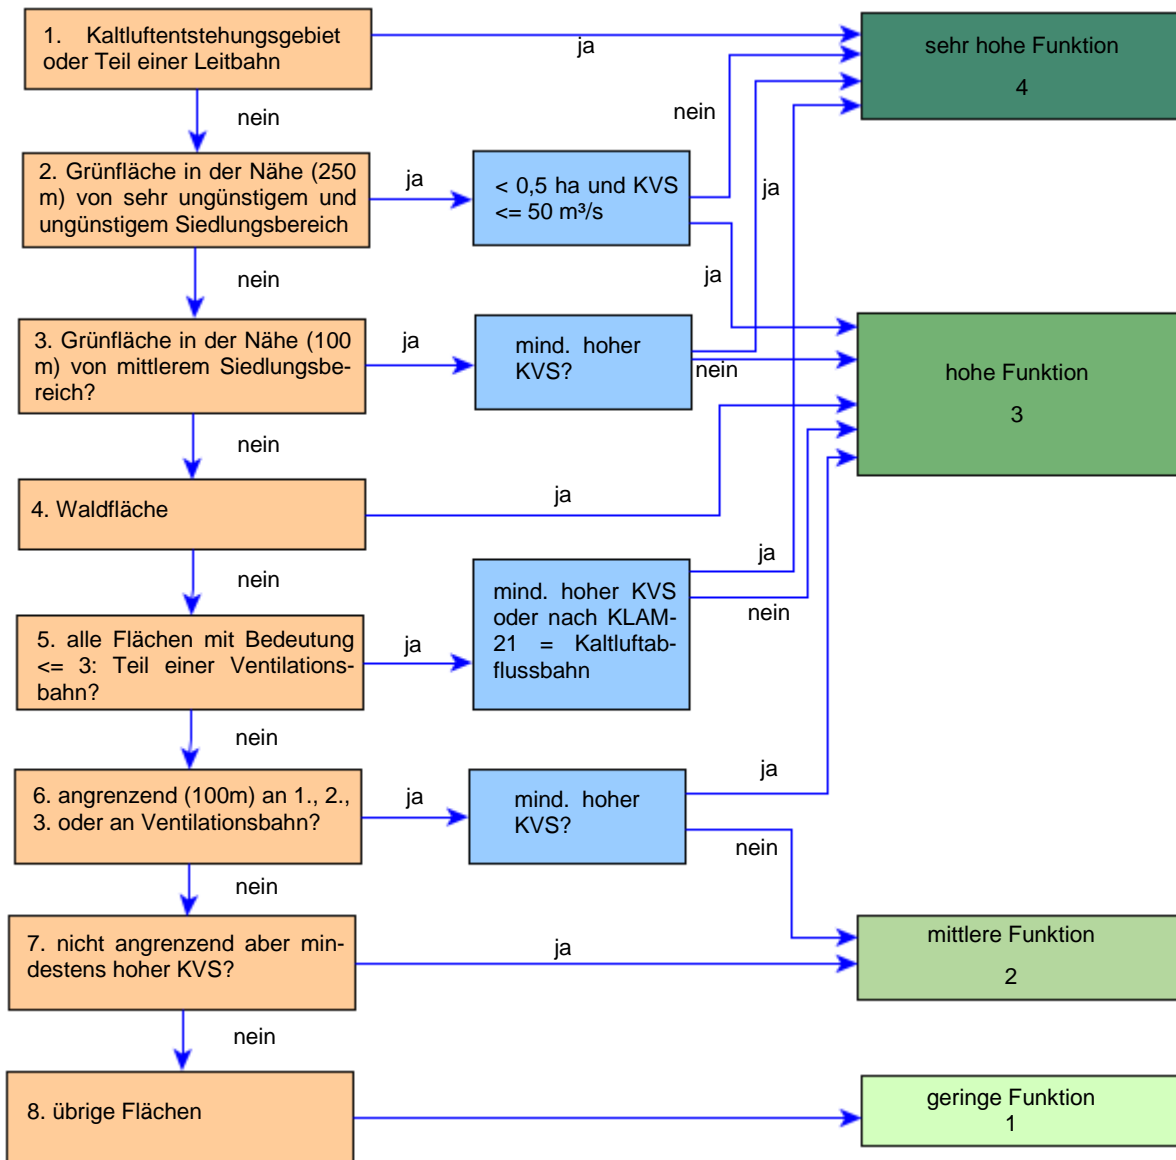 1. Kaltluftentstehungsgebiet
oder Teil einer Leitbahn
ja
sehr hohe Funktion
4
nein
nein
2. Grünfläche in der Nähe (250
m) von sehr ungünstigem und
ungünstigem Siedlungsbereich
ja
< 0,5 ha und KVS
<= 50 m³/s
ja
ja
nein
3. Grünfläche in der Nähe (100
m) von mittlerem Siedlungsbe-
reich?
ja
mind. hoher
KVS?
nein
hohe Funktion
3
nein
4. Waldfläche
ja
nein
5. alle Flächen mit Bedeutung
<= 3: Teil einer Ventilations-
bahn?
ja
mind. hoher KVS
oder nach KLAM-
21 = Kaltluftab-
flussbahn
ja
nein
nein
6. angrenzend (100m) an 1., 2.,
3. oder an Ventilationsbahn?
ja
mind. hoher
KVS?
ja
nein
nein
7. nicht angrenzend aber min-
destens hoher KVS?
ja
mittlere Funktion
2
nein
8. übrige Flächen
geringe Funktion
1